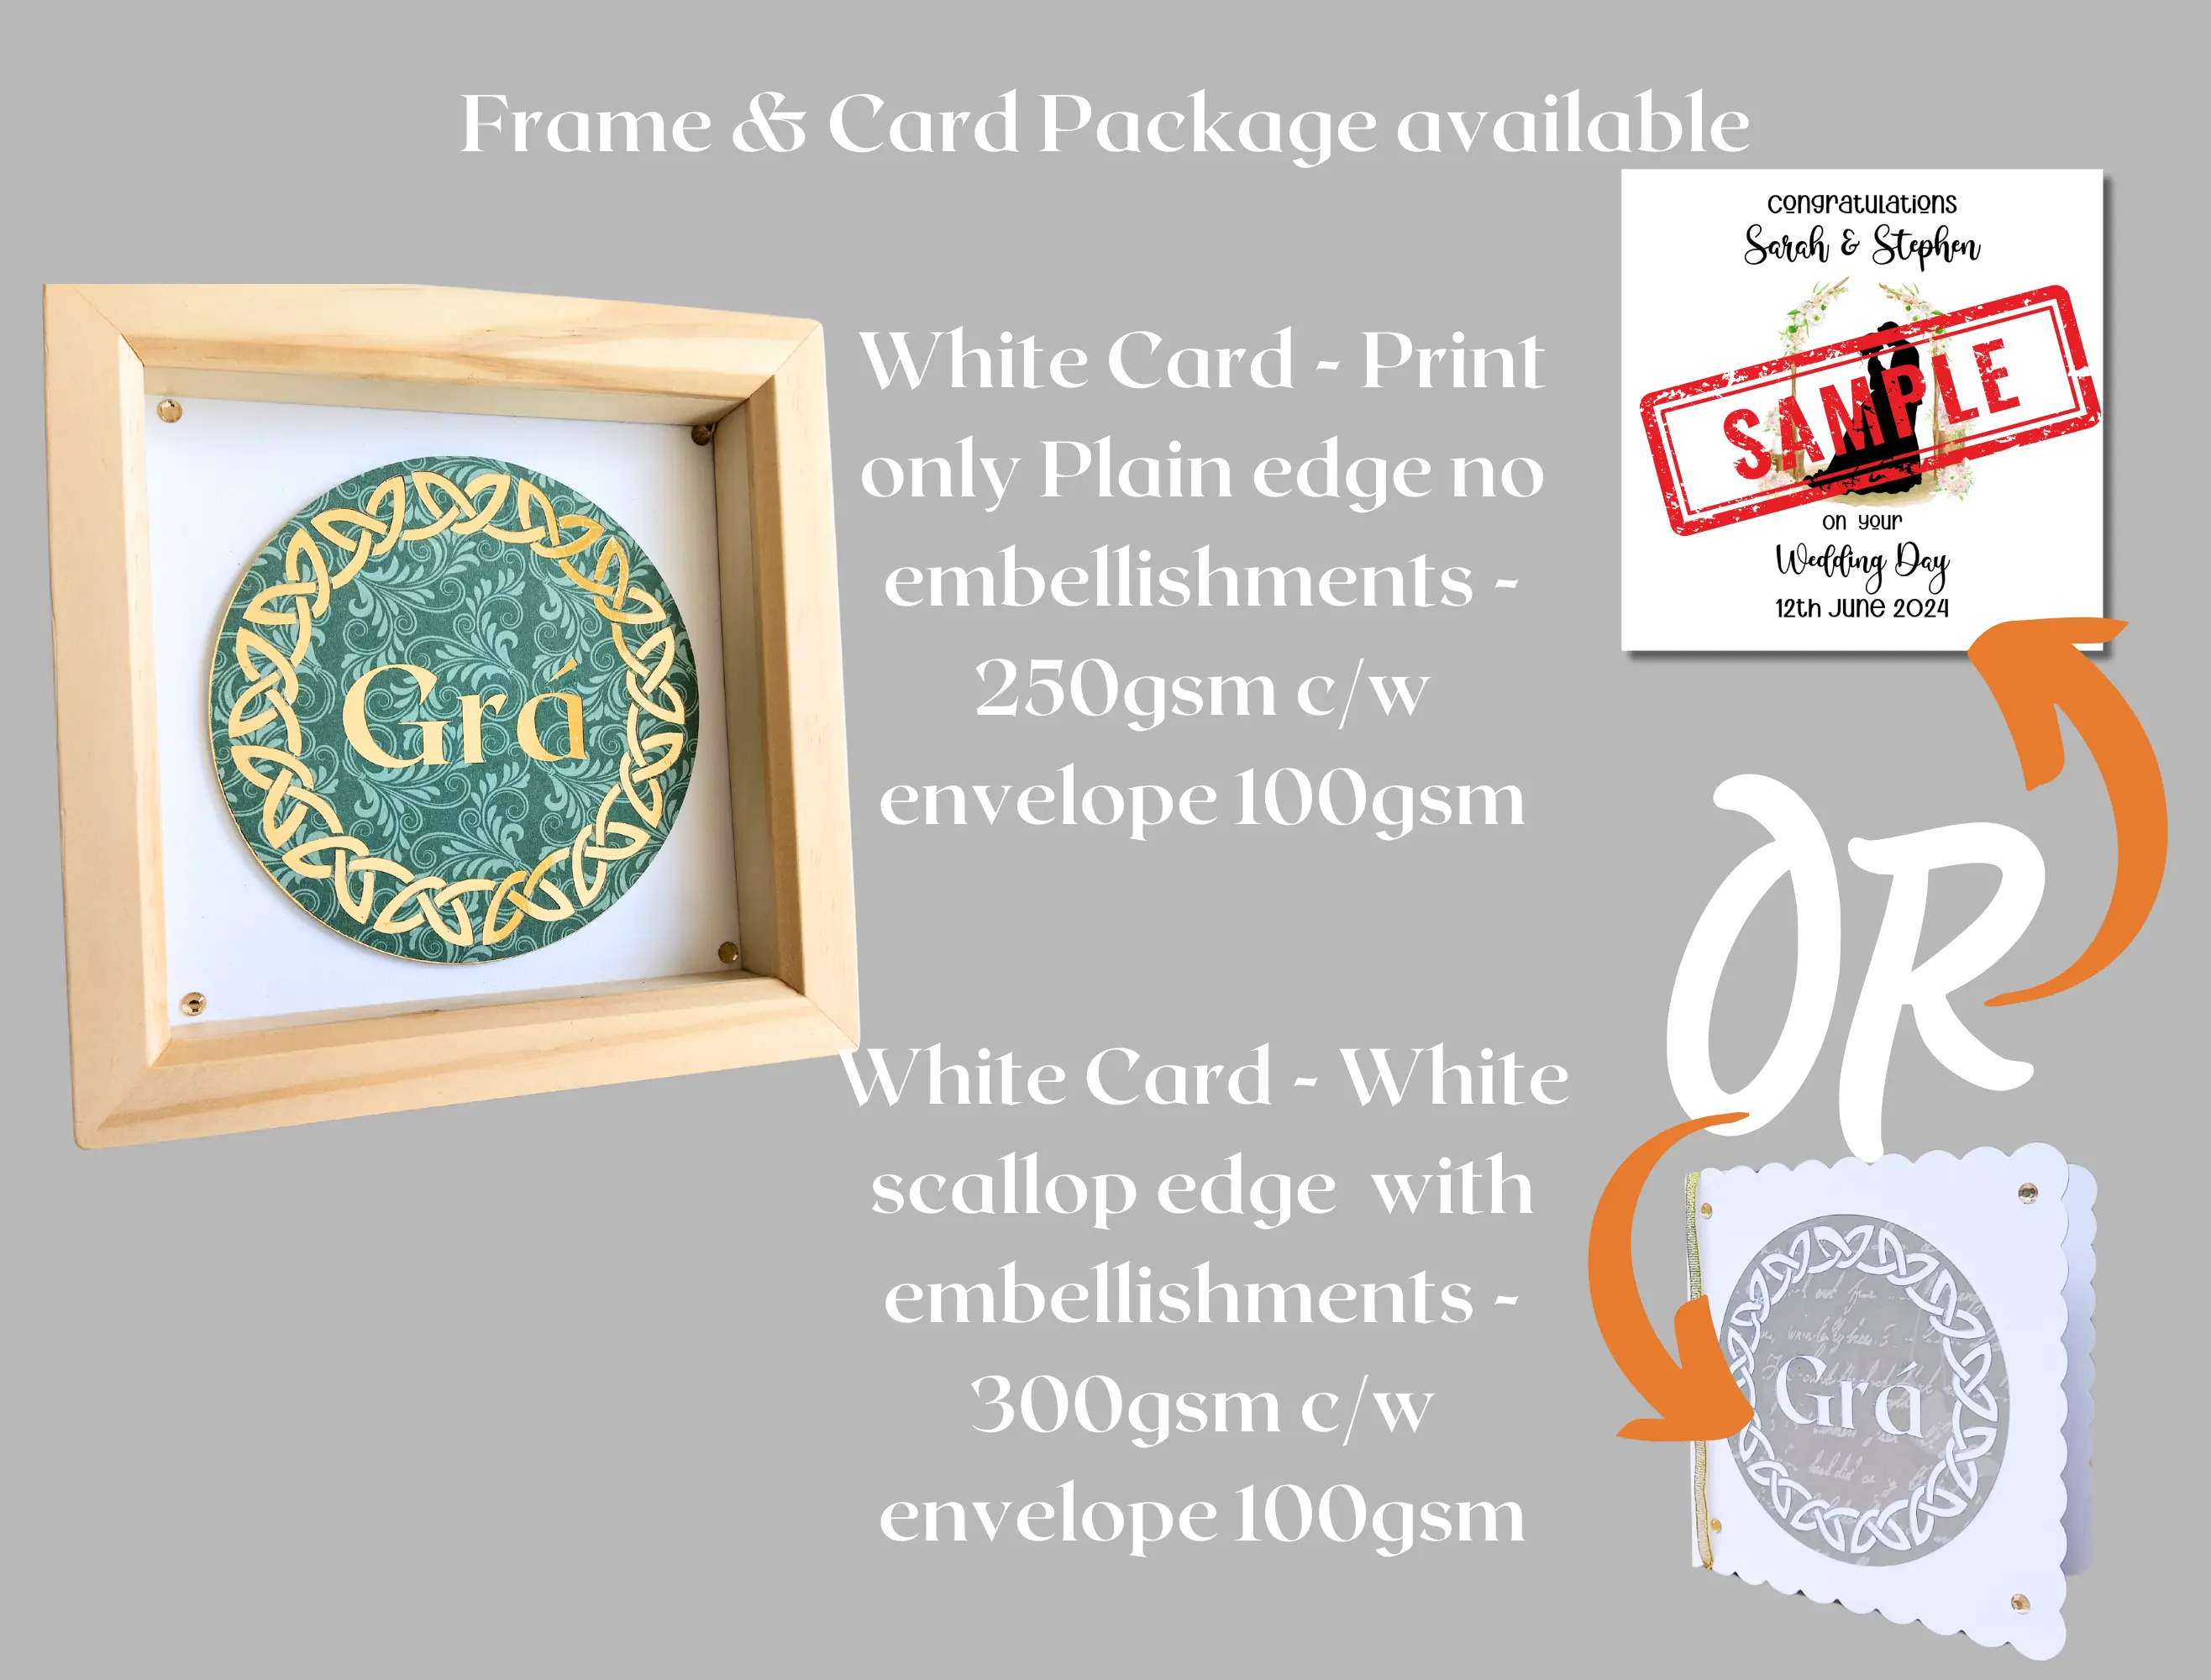 Frame & Card Package available
Congratulations
Sarah & Stephen
SAMPLE
on your
Wedding Day
12th June 2024
Grá
White Card - Print
only Plain edge no
embellishments -
250gsm c/w
envelope 100gsm
OR
White Card - White
scallop edge with
embellishments -
300gsm c/w
envelope 100gsm
Grá